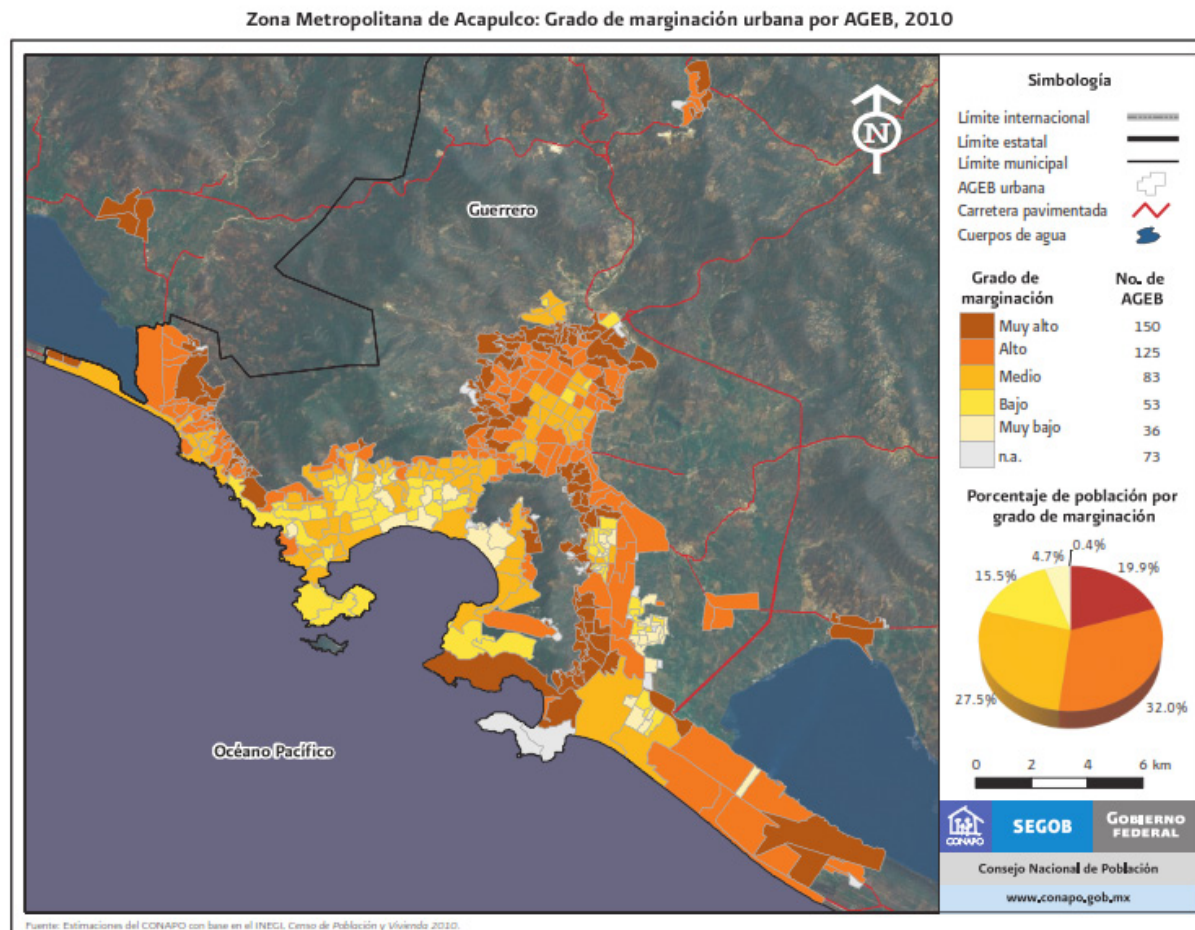 Zona Metropolitana de Acapulco: Grado de marginación urbana por AGEB, 2010
N
Guerrero
Océano Pacífico
Simbología
Límite internacional
Límite estatal
Límite municipal
AGEB urbana
Carretera pavimentada
Cuerpos de agua
Grado de marginación No. de AGEB
Muy alto 150
Alto 125
Medio 83
Bajo 53
Muy bajo 36
n.a. 73
Porcentaje de población por
grado de marginación
0.4%
4.7%
19.9%
15.5%
27.5%
32.0%
0 2 4 6 km
CONAPO
SEGOB
GOBIERNO
FEDERAL
Consejo Nacional de Población
www.conapo.gob.mx
Fuente: Estimaciones del CONAPO con base en el INEGI, Censo de Población y Vivienda 2010.